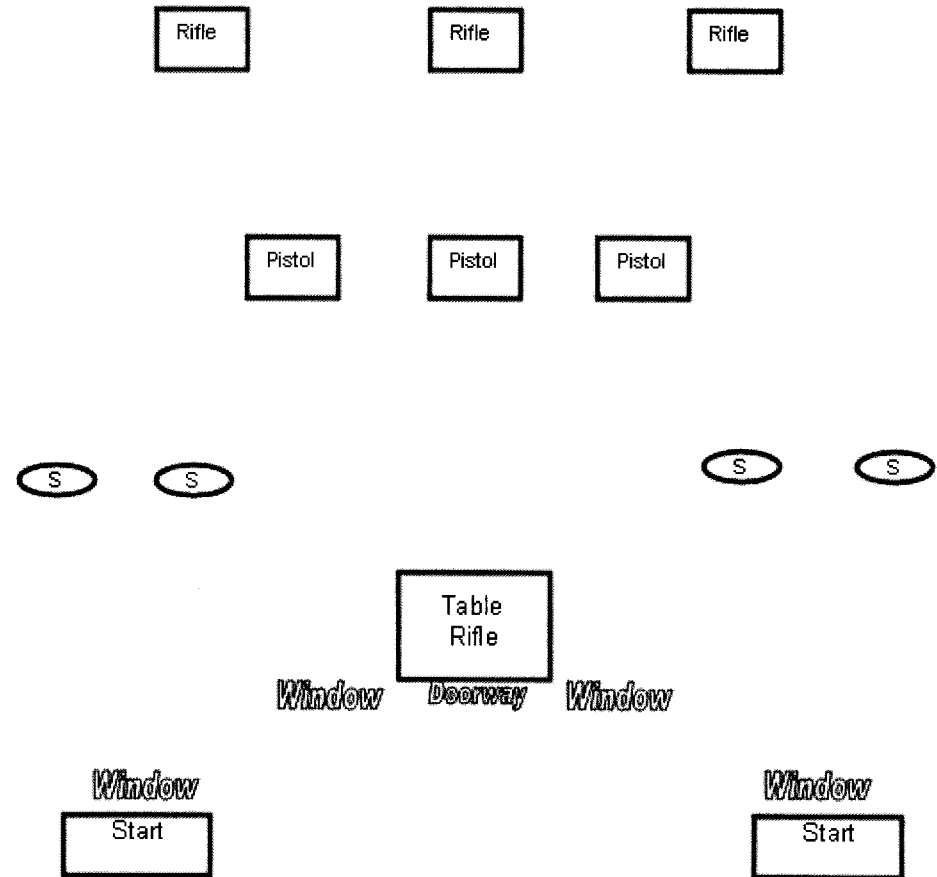 Rifle
Rifle
Rifle
Pistol
Pistol
Pistol
S
S
S
S
Table
Rifle
Window
Doorway
Window
Window
Window
Start
Start